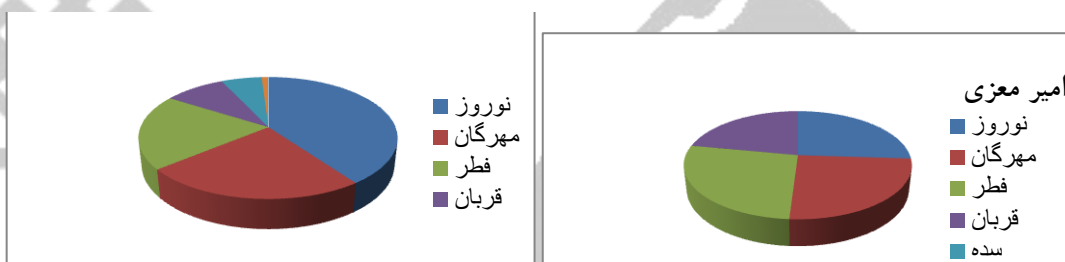 نوروز
مهرگان
فطر
قربان
امیر معزی
نوروز
مهرگان
فطر
قربان
سده